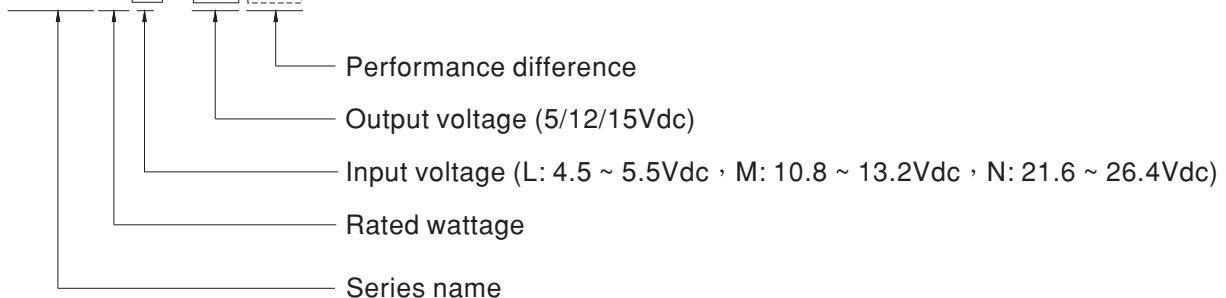 Performance difference
Output voltage (5/12/15Vdc)
Input voltage (L: 4.5 ~ 5.5Vdc，M: 10.8 ~ 13.2Vdc，N: 21.6 ~ 26.4Vdc)
Rated wattage
Series name